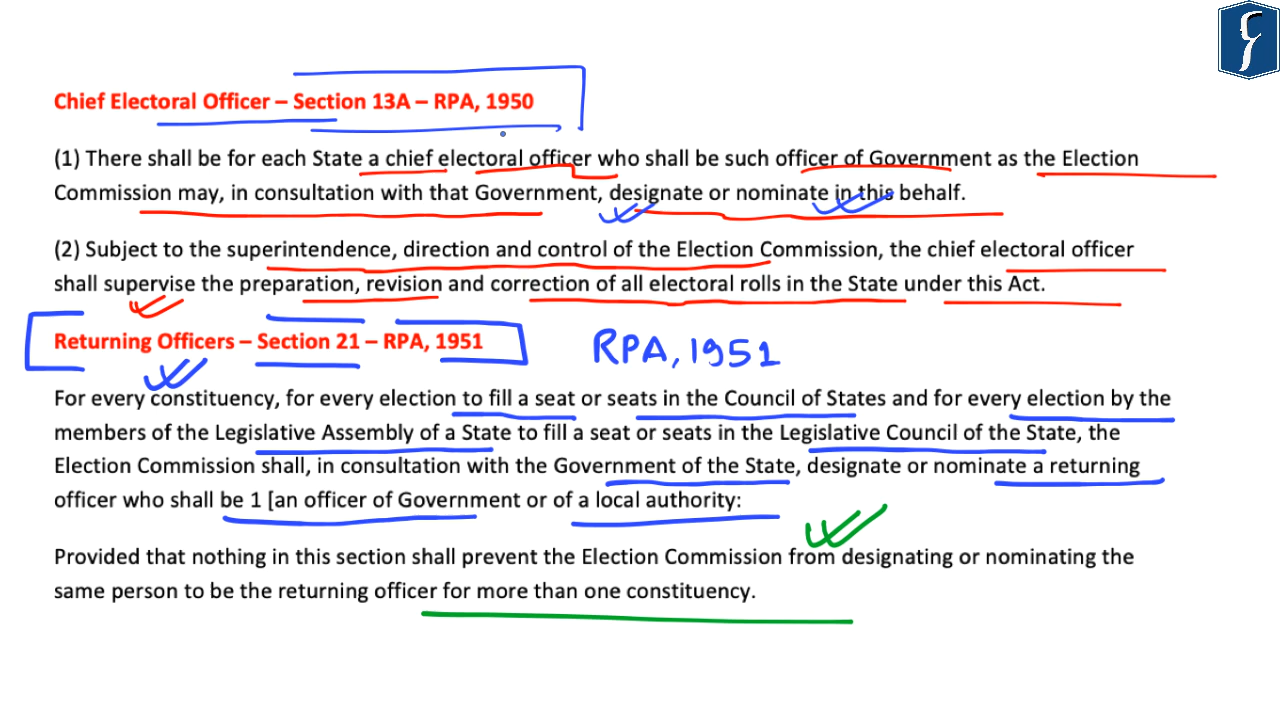 Chief Electoral Officer – Section 13A – RPA, 1950
(1) There shall be for each State a chief electoral officer who shall be such officer of Government as the Election
Commission may, in consultation with that Government, designate or nominate in this behalf.
(2) Subject to the superintendence, direction and control of the Election Commission, the chief electoral officer
shall supervise the preparation, revision and correction of all electoral rolls in the State under this Act.
Returning Officers – Section 21 – RPA, 1951
RPA, 1951
For every constituency, for every election to fill a seat or seats in the Council of States and for every election by the
members of the Legislative Assembly of a State to fill a seat or seats in the Legislative Council of the State, the
Election Commission shall, in consultation with the Government of the State, designate or nominate a returning
officer who shall be 1 [an officer of Government or of a local authority:
Provided that nothing in this section shall prevent the Election Commission from designating or nominating the
same person to be the returning officer for more than one constituency.